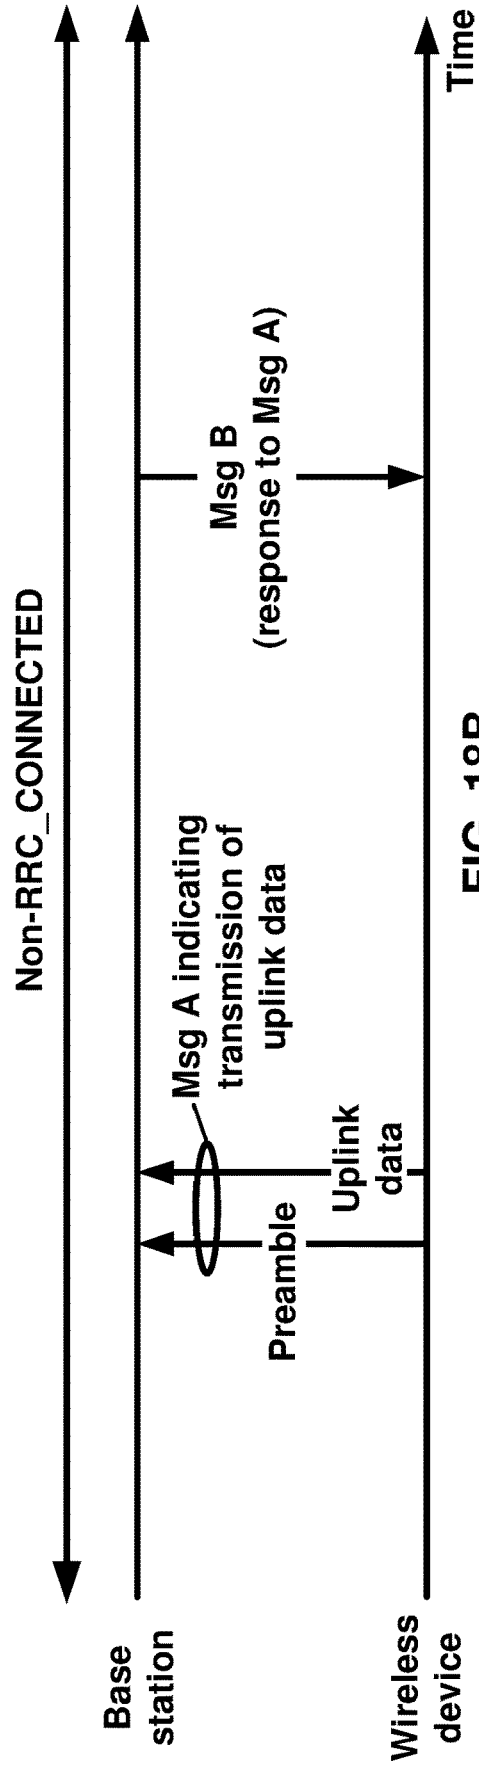 Non-RRC_CONNECTED
Base
station
Msg A indicating
transmission of
uplink data
Msg B
(response to Msg A)
Preamble
Uplink
data
Wireless
device
Time